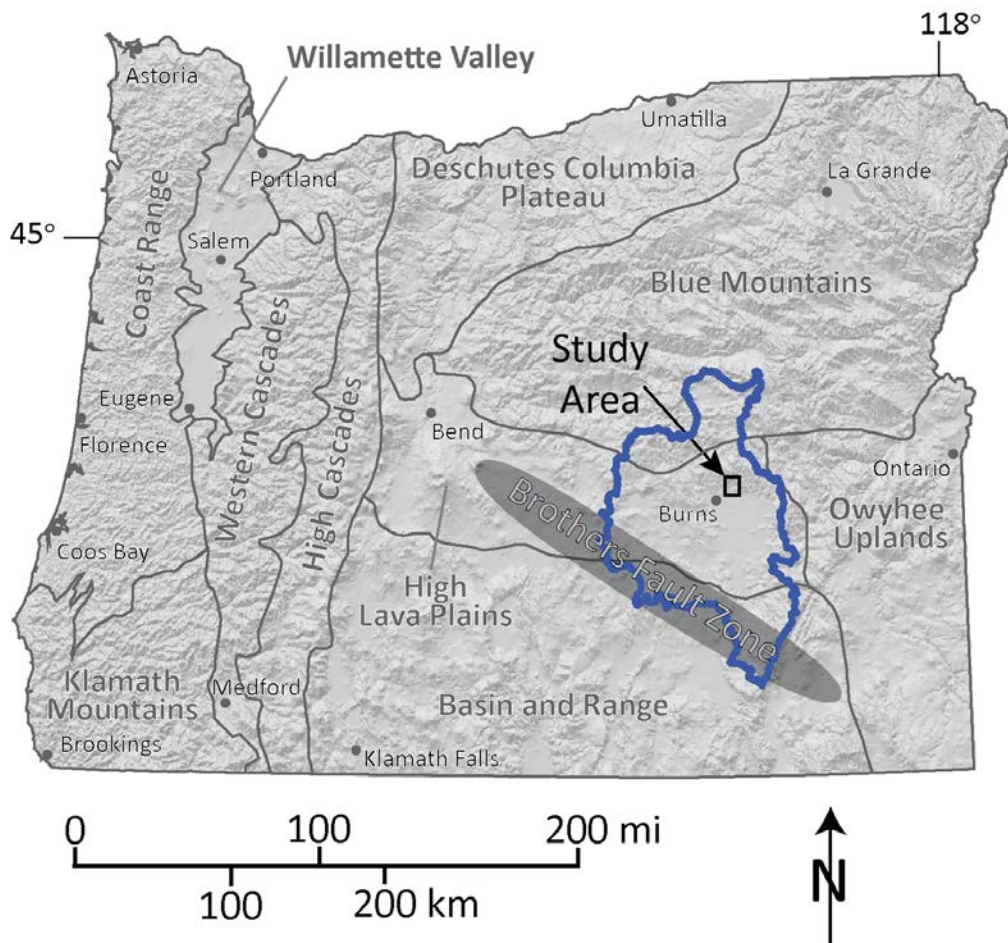 118°
Willamette Valley
Astoria
Umatilla
Portland
Deschutes Columbia
Plateau
La Grande
45°
Salem
Coast Range
Blue Mountains
Western Cascades
High Cascades
Study
Area
Eugene
Florence
Bend
Ontario
Burns
Owyhee
Uplands
Brothers Fault Zone
Coos Bay
High
Lava Plains
Klamath
Mountains
Medford
Basin and Range
Brookings
Klamath Falls
0 100 200 mi
100 200 km
N